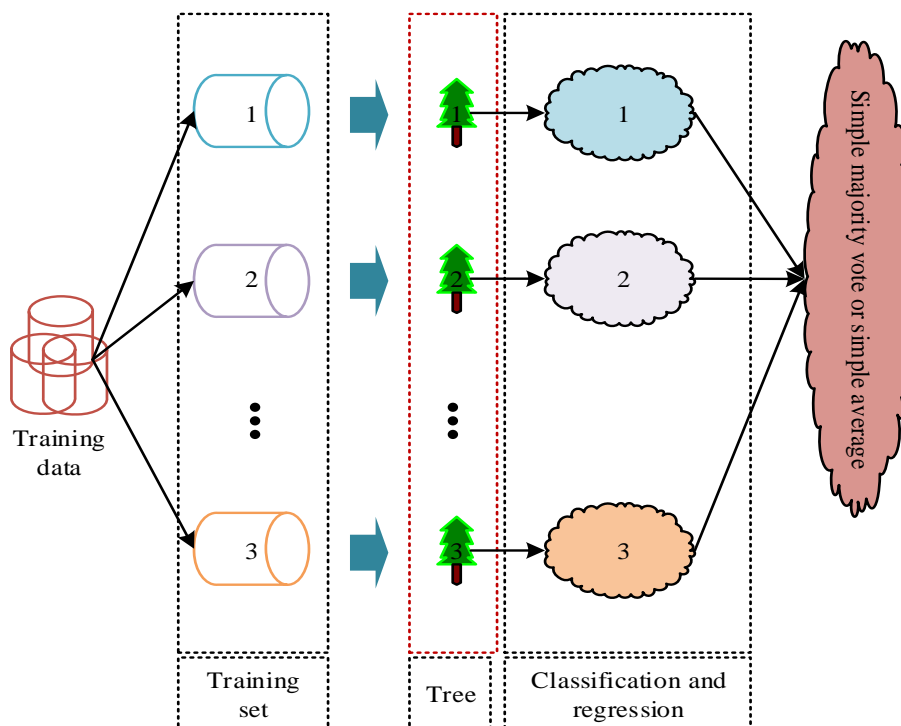 1
1
1
2
2
2
3
3
3
Training
data
Training
set
Tree
Classification and
regression
Simple majority vote or simple average